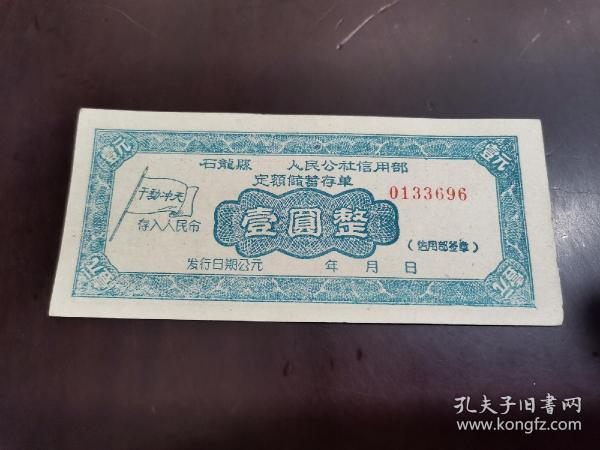 壹元
壹元
石龍縣 人民公社信用部
定額儲蓄存单
0133696
干勁冲天
存入人民币
壹圓整
(信用部签章)
发行日期公元 年 月 日
壹元
壹元
孔夫子旧书网
www.kongfz.com